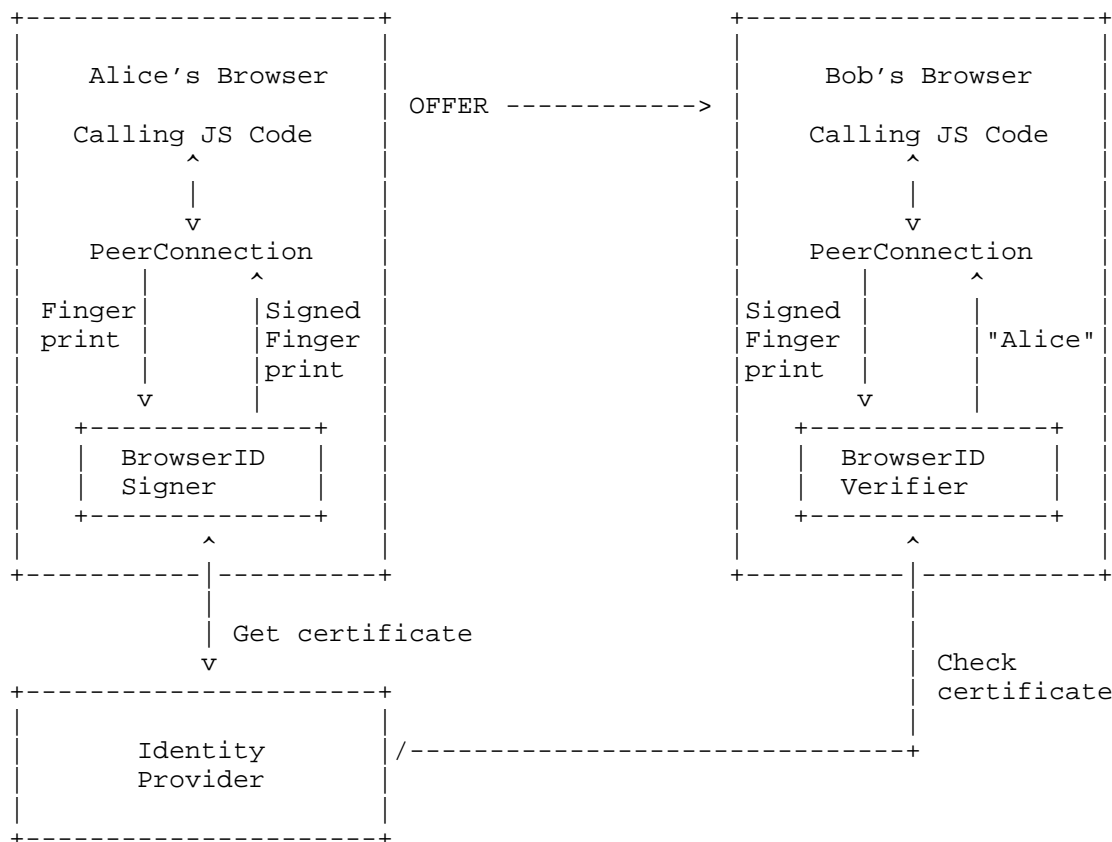 Alice's Browser
Bob's Browser
OFFER ------------>
Calling JS Code
Calling JS Code
PeerConnection
PeerConnection
Finger
print
Signed
Finger
print
Signed
Finger
print
"Alice"
BrowserID
Signer
BrowserID
Verifier
Get certificate
Check
certificate
Identity
Provider